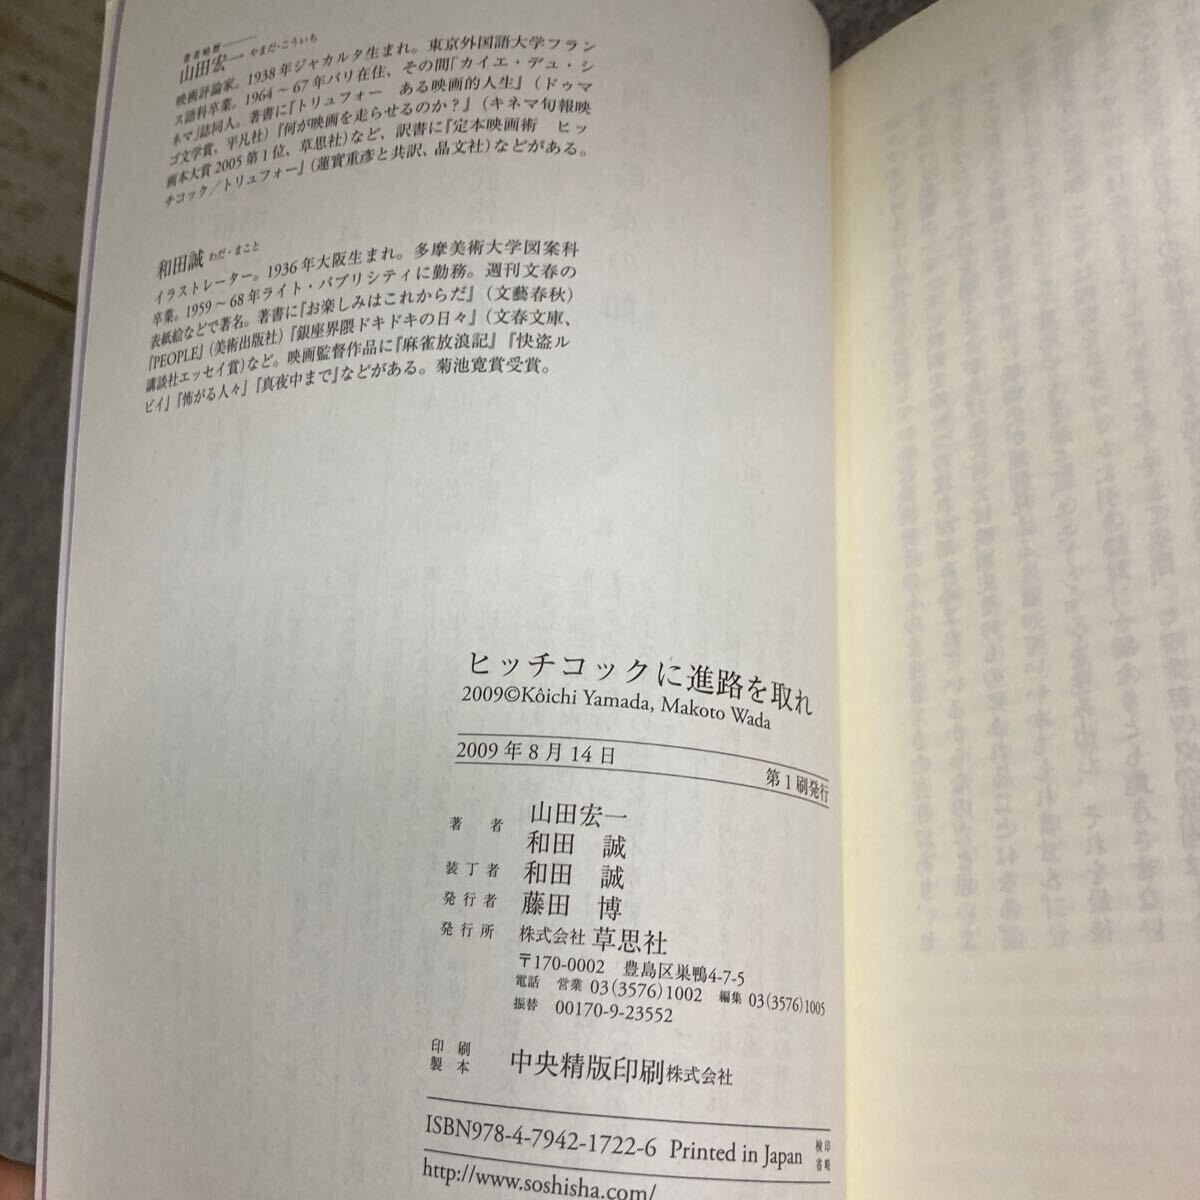 著者略歴
山田宏一 やまだ・こういち
映画評論家。1938年ジャカルタ生まれ。東京外国語大学フラン
ス語科卒業。1964～67年パリ在住、その間「カイエ・デュ・シ
ネマ」誌同人。著書に『トリュフォー ある映画的人生』（ドゥマ
ゴ文学賞、平凡社）『何が映画を走らせるのか？』（キネマ旬報映
画本大賞2005第1位、草思社）など、訳書に『定本映画術 ヒッ
チコック／トリュフォー』（蓮實重彦と共訳、晶文社）などがある。
和田誠 わだ・まこと
イラストレーター。1936年大阪生まれ。多摩美術大学図案科
卒業。1959～68年ライト・パブリシティに勤務。週刊文春の
表紙絵などで著名。著書に『お楽しみはこれからだ』（文藝春秋）
『PEOPLE』（美術出版社）『銀座界隈ドキドキの日々』（文春文庫、
講談社エッセイ賞）など。映画監督作品に『麻雀放浪記』『快盗ル
ビイ』『怖がる人々』『真夜中まで』などがある。菊池寛賞受賞。
ヒッチコックに進路を取れ
2009©Kôichi Yamada, Makoto Wada
2009年8月14日 第1刷発行
著者 山田宏一
和田 誠
装丁者 和田 誠
発行者 藤田 博
発行所 株式会社 草思社
〒170-0002 豊島区巣鴨4-7-5
電話 営業 03(3576)1002 編集 03(3576)1005
振替 00170-9-23552
印刷
製本 中央精版印刷株式会社
ISBN978-4-7942-1722-6 Printed in Japan 検印省略
http://www.soshisha.com/